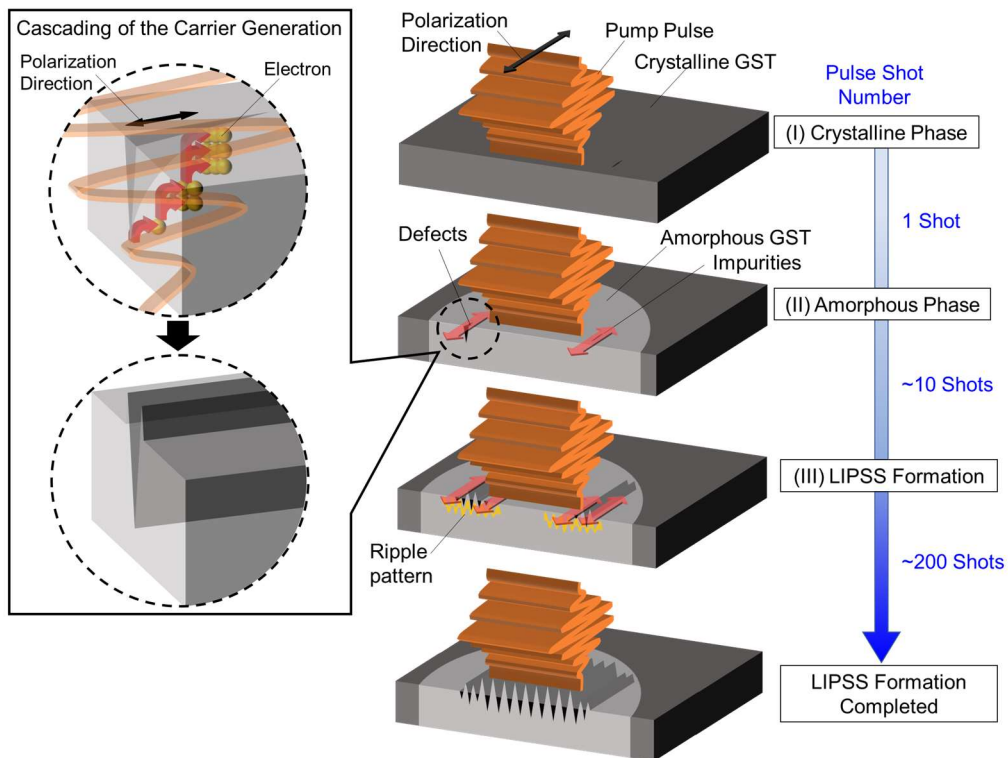 Cascading of the Carrier Generation
Polarization
Direction
Electron
Polarization
Direction
Pump Pulse
Crystalline GST
Pulse Shot
Number
(I) Crystalline Phase
1 Shot
Defects
Amorphous GST
Impurities
(II) Amorphous Phase
~10 Shots
(III) LIPSS Formation
Ripple
pattern
~200 Shots
LIPSS Formation
Completed